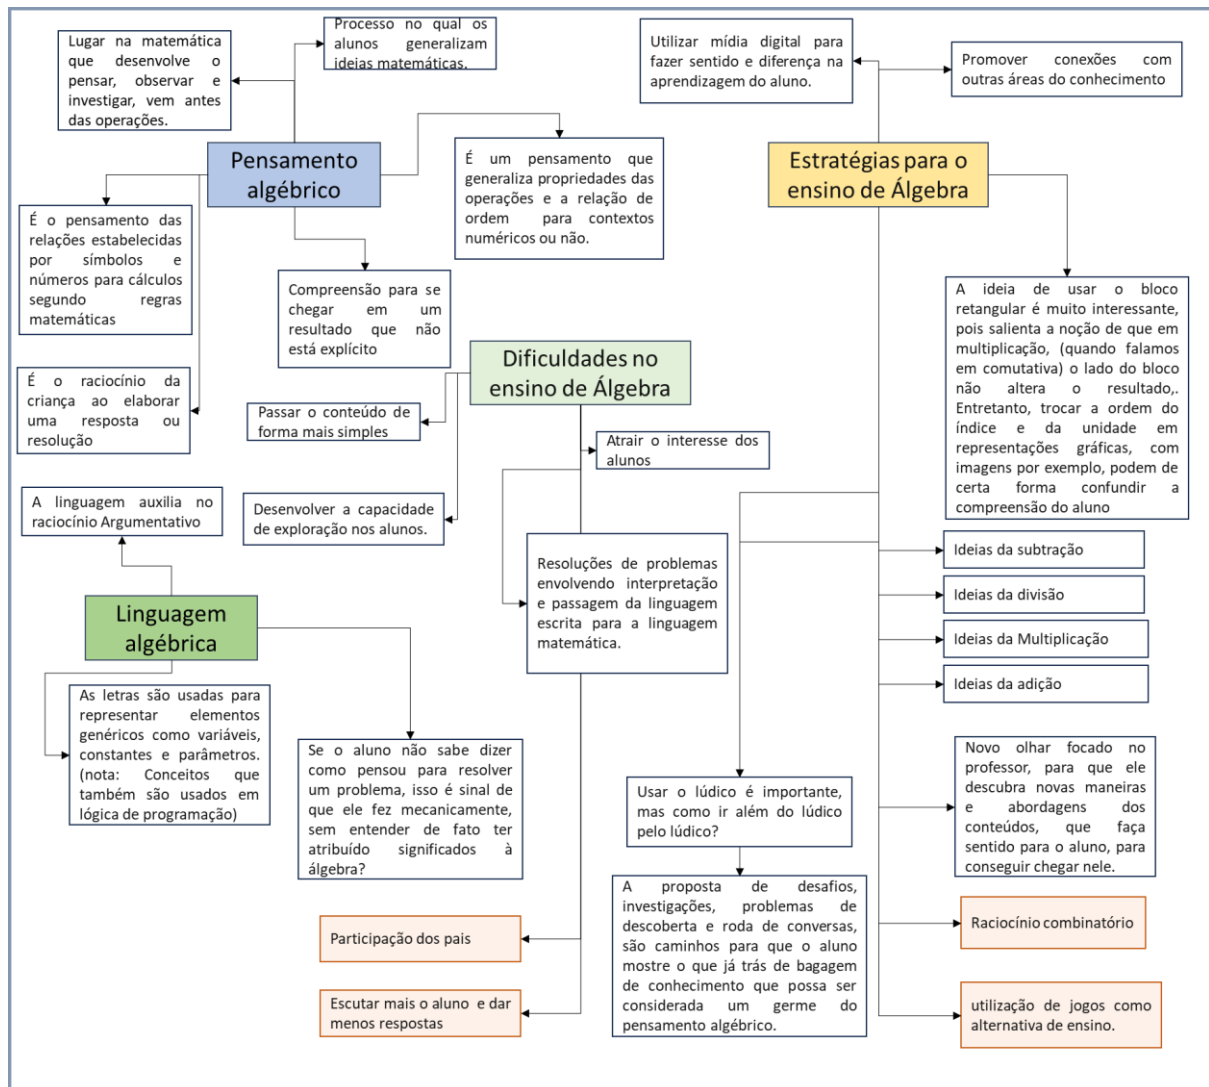 Lugar na matemática
que desenvolve o
pensar, observar e
investigar, vem antes
das operações.
Processo no qual os
alunos generalizam
ideias matemáticas.
Utilizar mídia digital para
fazer sentido e diferença na
aprendizagem do aluno.
Promover conexões com
outras áreas do conhecimento
Pensamento
algébrico
É um pensamento que
generaliza propriedades das
operações e a relação de
ordem para contextos
numéricos ou não.
Estratégias para o
ensino de Álgebra
É o pensamento das
relações estabelecidas
por símbolos e
números para cálculos
segundo regras
matemáticas
Compreensão para se
chegar em um
resultado que não
está explícito
A ideia de usar o bloco
retangular é muito interessante,
pois salienta a noção de que em
multiplicação, (quando falamos
em comutativa) o lado do bloco
não altera o resultado,.
Entretanto, trocar a ordem do
índice e da unidade em
representações gráficas, com
imagens por exemplo, podem de
certa forma confundir a
compreensão do aluno
Dificuldades no
ensino de Álgebra
É o raciocínio da
criança ao elaborar
uma resposta ou
resolução
Passar o conteúdo de
forma mais simples
Atrair o interesse dos
alunos
A linguagem auxilia no
raciocínio Argumentativo
Desenvolver a capacidade
de exploração nos alunos.
Resoluções de problemas
envolvendo interpretação
e passagem da linguagem
escrita para a linguagem
matemática.
Ideias da subtração
Ideias da divisão
Ideias da Multiplicação
Ideias da adição
Linguagem
algébrica
As letras são usadas para
representar elementos
genéricos como variáveis,
constantes e parâmetros.
(nota: Conceitos que
também são usados em
lógica de programação)
Se o aluno não sabe dizer
como pensou para resolver
um problema, isso é sinal
de que ele fez mecanicamente,
sem entender de fato ter
atribuído significados à
álgebra?
Usar o lúdico é importante,
mas como ir além do lúdico
pelo lúdico?
Novo olhar focado no
professor, para que ele
descubra novas maneiras
e abordagens dos
conteúdos, que faça
sentido para o aluno, para
conseguir chegar nele.
A proposta de desafios,
investigações, problemas de
descoberta e roda de conversas,
são caminhos para que o aluno
mostre o que já trás de bagagem
de conhecimento que possa ser
considerada um germe do
pensamento algébrico.
Participação dos pais
Raciocínio combinatório
Escutar mais o aluno e dar
menos respostas
utilização de jogos como
alternativa de ensino.